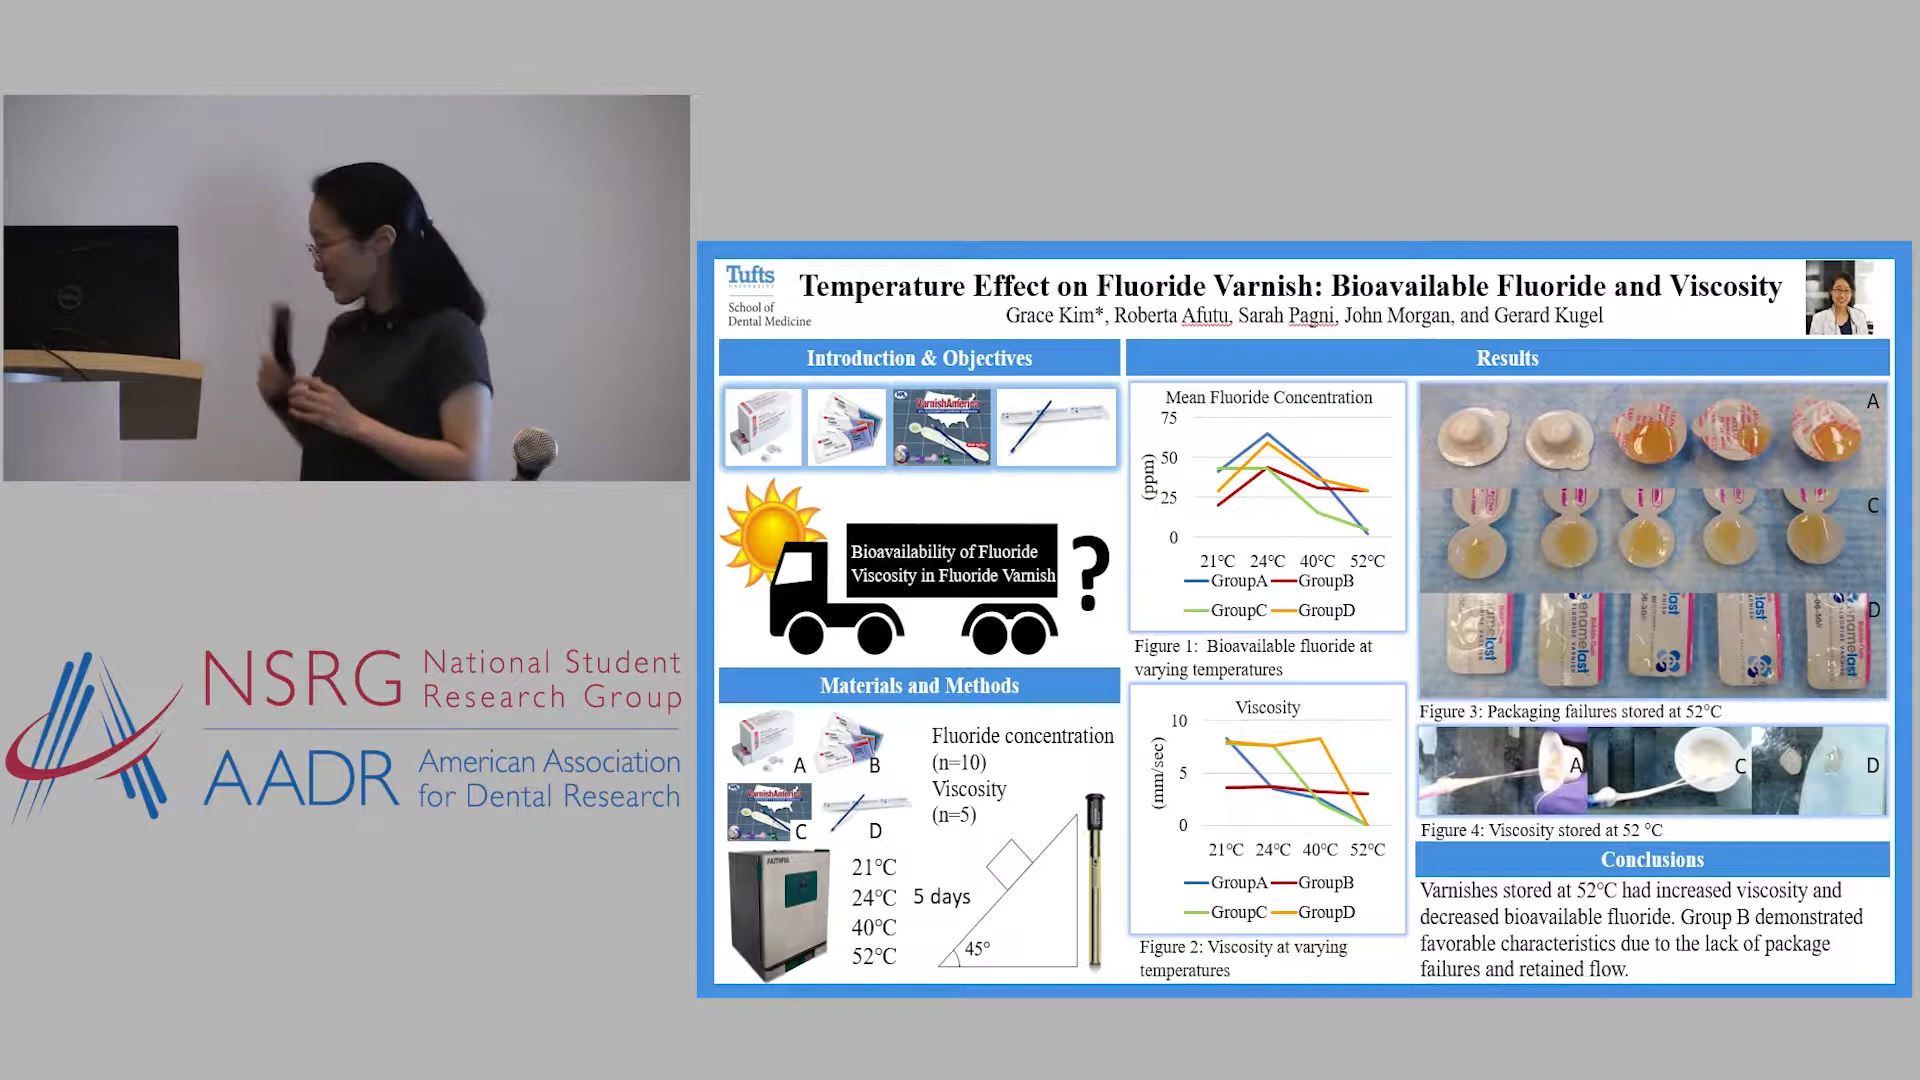 NSRG
National Student
Research Group
AADR
American Association
for Dental Research
Tufts
UNIVERSITY
School of
Dental Medicine
Temperature Effect on Fluoride Varnish: Bioavailable Fluoride and Viscosity
Grace Kim*, Roberta Afutu, Sarah Pagni, John Morgan, and Gerard Kugel
Introduction & Objectives
VarnishAmerica
Bioavailability of Fluoride
Viscosity in Fluoride Varnish
?
Materials and Methods
A
B
VarnishAmerica
C
D
Fluoride concentration
(n=10)
Viscosity
(n=5)
FAITHFUL
21°C
24°C
40°C
52°C
5 days
45°
Results
Mean Fluoride Concentration
(ppm)
75
50
25
0
21°C 24°C 40°C 52°C
GroupA GroupB
GroupC GroupD
Figure 1: Bioavailable fluoride at
varying temperatures
Viscosity
(mm/sec)
10
5
0
21°C 24°C 40°C 52°C
GroupA GroupB
GroupC GroupD
Figure 2: Viscosity at varying
temperatures
A
C
D
enamelast
enamelast
Figure 3: Packaging failures stored at 52°C
A
C
D
Figure 4: Viscosity stored at 52 °C
Conclusions
Varnishes stored at 52°C had increased viscosity and
decreased bioavailable fluoride. Group B demonstrated
favorable characteristics due to the lack of package
failures and retained flow.